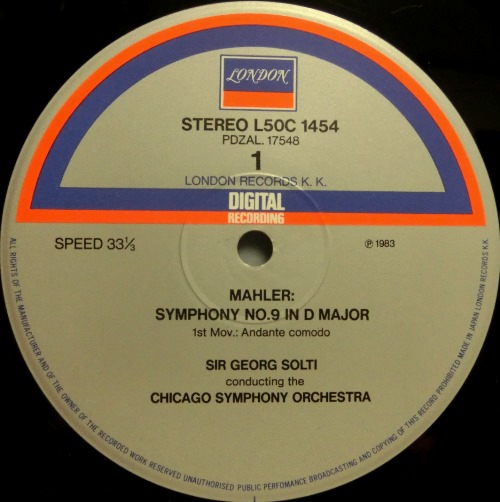 LONDON
STEREO L50C 1454
PDZAL. 17548
1
LONDON RECORDS K. K.
DIGITAL
RECORDING
SPEED 33⅓
℗ 1983
MAHLER:
SYMPHONY NO.9 IN D MAJOR
1st Mov.: Andante comodo
SIR GEORG SOLTI
conducting the
CHICAGO SYMPHONY ORCHESTRA
ALL RIGHTS OF THE MANUFACTURER AND OF THE OWNER OF THE RECORDED WORK RESERVED UNAUTHORISED PUBLIC PERFOMANCE BROADCASTING AND COPYING OF THIS RECORD PROHIBITED MADE IN JAPAN LONDON RECORDS K.K.